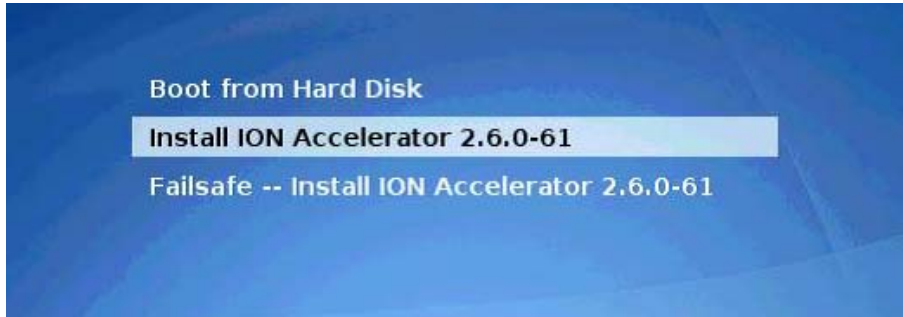 Boot from Hard Disk
Install ION Accelerator 2.6.0-61
Failsafe -- Install ION Accelerator 2.6.0-61